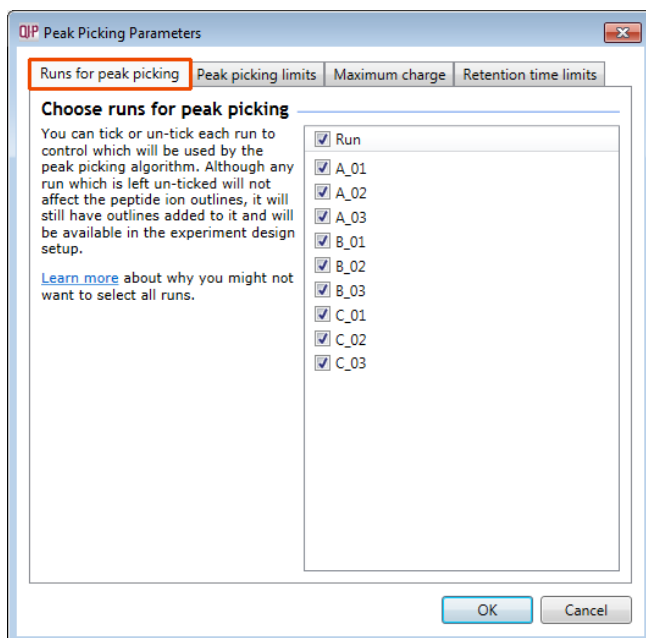 QIP Peak Picking Parameters
Runs for peak picking Peak picking limits Maximum charge Retention time limits
Choose runs for peak picking
You can tick or un-tick each run to
control which will be used by the
peak picking algorithm. Although any
run which is left un-ticked will not
affect the peptide ion outlines, it will
still have outlines added to it and will
be available in the experiment design
setup.
Learn more about why you might not
want to select all runs.
Run
A_01
A_02
A_03
B_01
B_02
B_03
C_01
C_02
C_03
OK Cancel